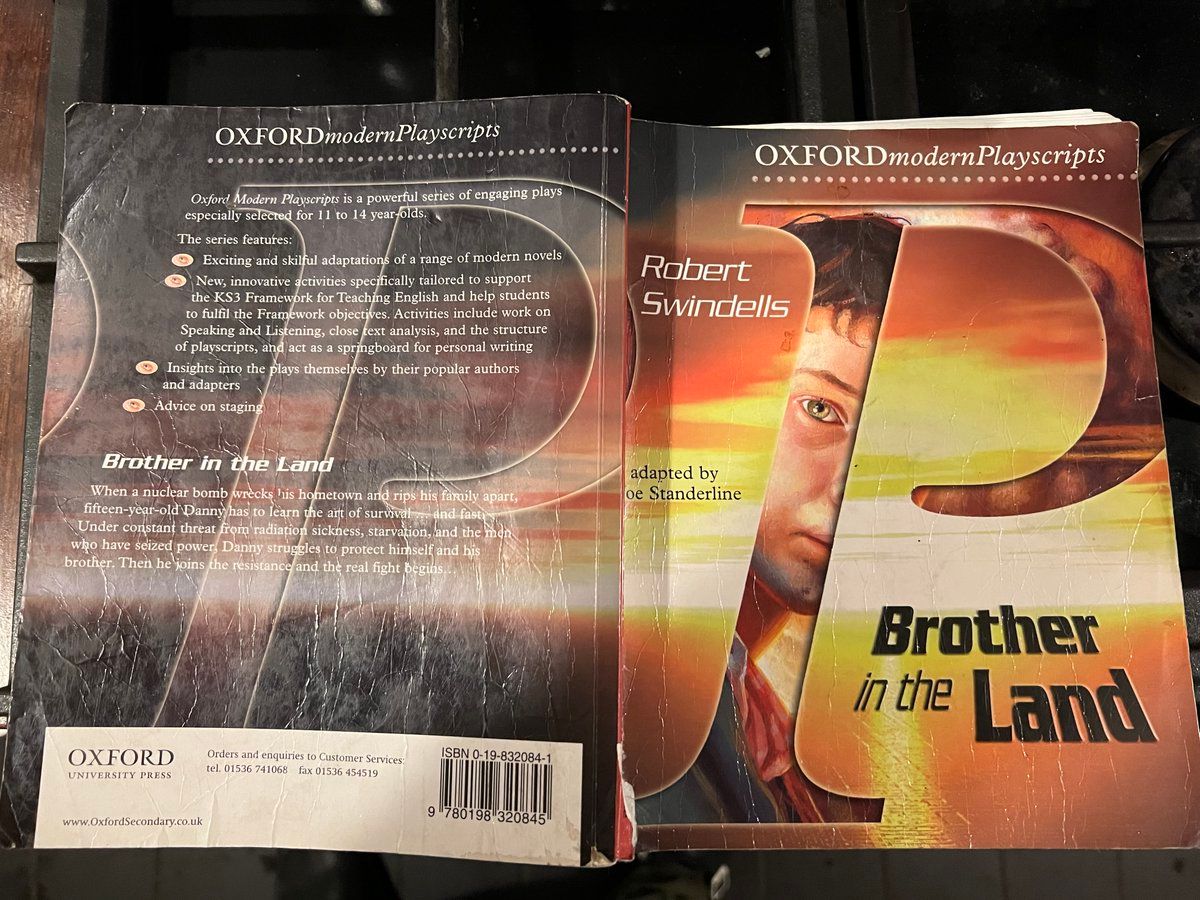 OXFORDmodernPlayscripts
Oxford Modern Playscripts is a powerful series of engaging plays
especially selected for 11 to 14 year-olds.
The series features:
Exciting and skilful adaptations of a range of modern novels
New, innovative activities specifically tailored to support
the KS3 Framework for Teaching English and help students
to fulfil the Framework objectives. Activities include work on
Speaking and Listening, close text analysis, and the structure
of playscripts, and act as a springboard for personal writing
Insights into the plays themselves by their popular authors
and adapters
Advice on staging
Brother in the Land
When a nuclear bomb wrecks his hometown and rips his family apart,
fifteen-year-old Danny has to learn the art of survival ... and fast.
Under constant threat from radiation sickness, starvation, and the men
who have seized power, Danny struggles to protect himself and his
brother. Then he joins the resistance and the real fight begins...
OXFORD
UNIVERSITY PRESS
Orders and enquiries to Customer Services:
tel. 01536 741068 fax 01536 454519
www.OxfordSecondary.co.uk
ISBN 0-19-832084-1
9 780198 320845
OXFORDmodernPlayscripts
Robert
Swindells
adapted by
oe Standerline
Brother
in the Land